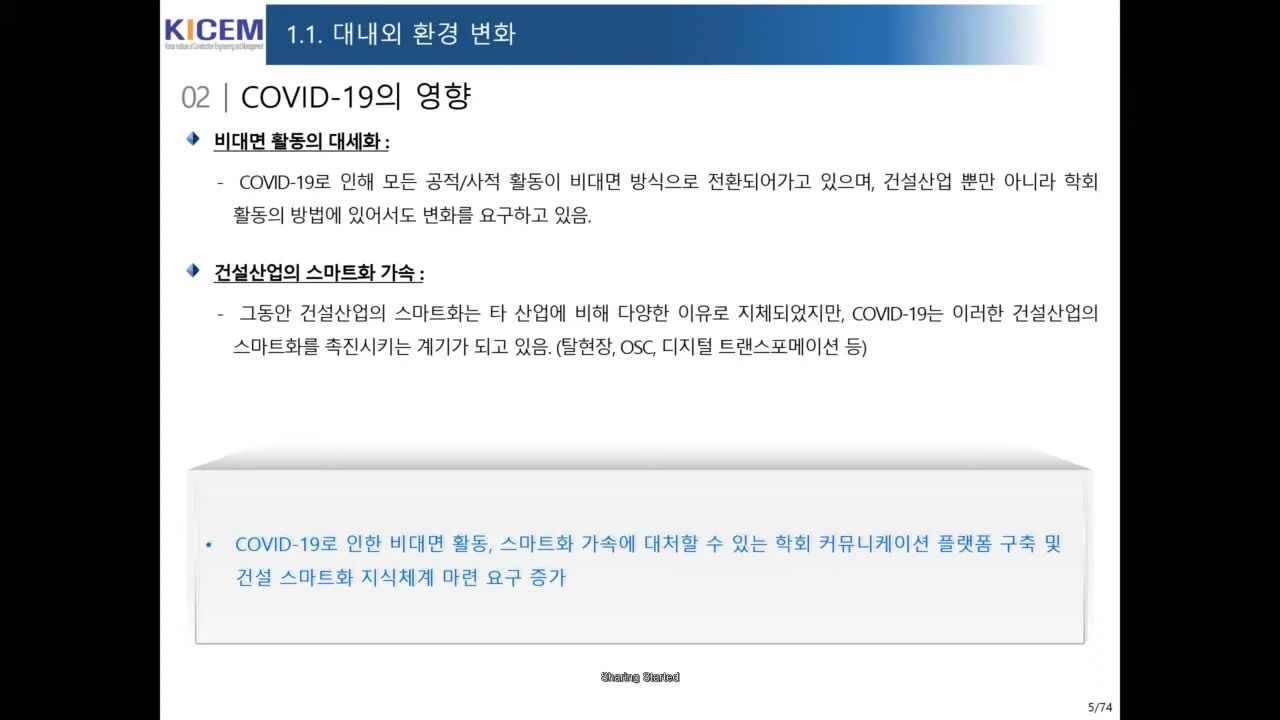 KICEM
Korea Institute of Construction Engineering and Management
1.1. 대내외 환경 변화
02 | COVID-19의 영향
비대면 활동의 대세화 :
- COVID-19로 인해 모든 공적/사적 활동이 비대면 방식으로 전환되어가고 있으며, 건설산업 뿐만 아니라 학회
활동의 방법에 있어서도 변화를 요구하고 있음.
건설산업의 스마트화 가속 :
- 그동안 건설산업의 스마트화는 타 산업에 비해 다양한 이유로 지체되었지만, COVID-19는 이러한 건설산업의
스마트화를 촉진시키는 계기가 되고 있음. (탈현장, OSC, 디지털 트랜스포메이션 등)
• COVID-19로 인한 비대면 활동, 스마트화 가속에 대처할 수 있는 학회 커뮤니케이션 플랫폼 구축 및
건설 스마트화 지식체계 마련 요구 증가
Sharing Started
5/74